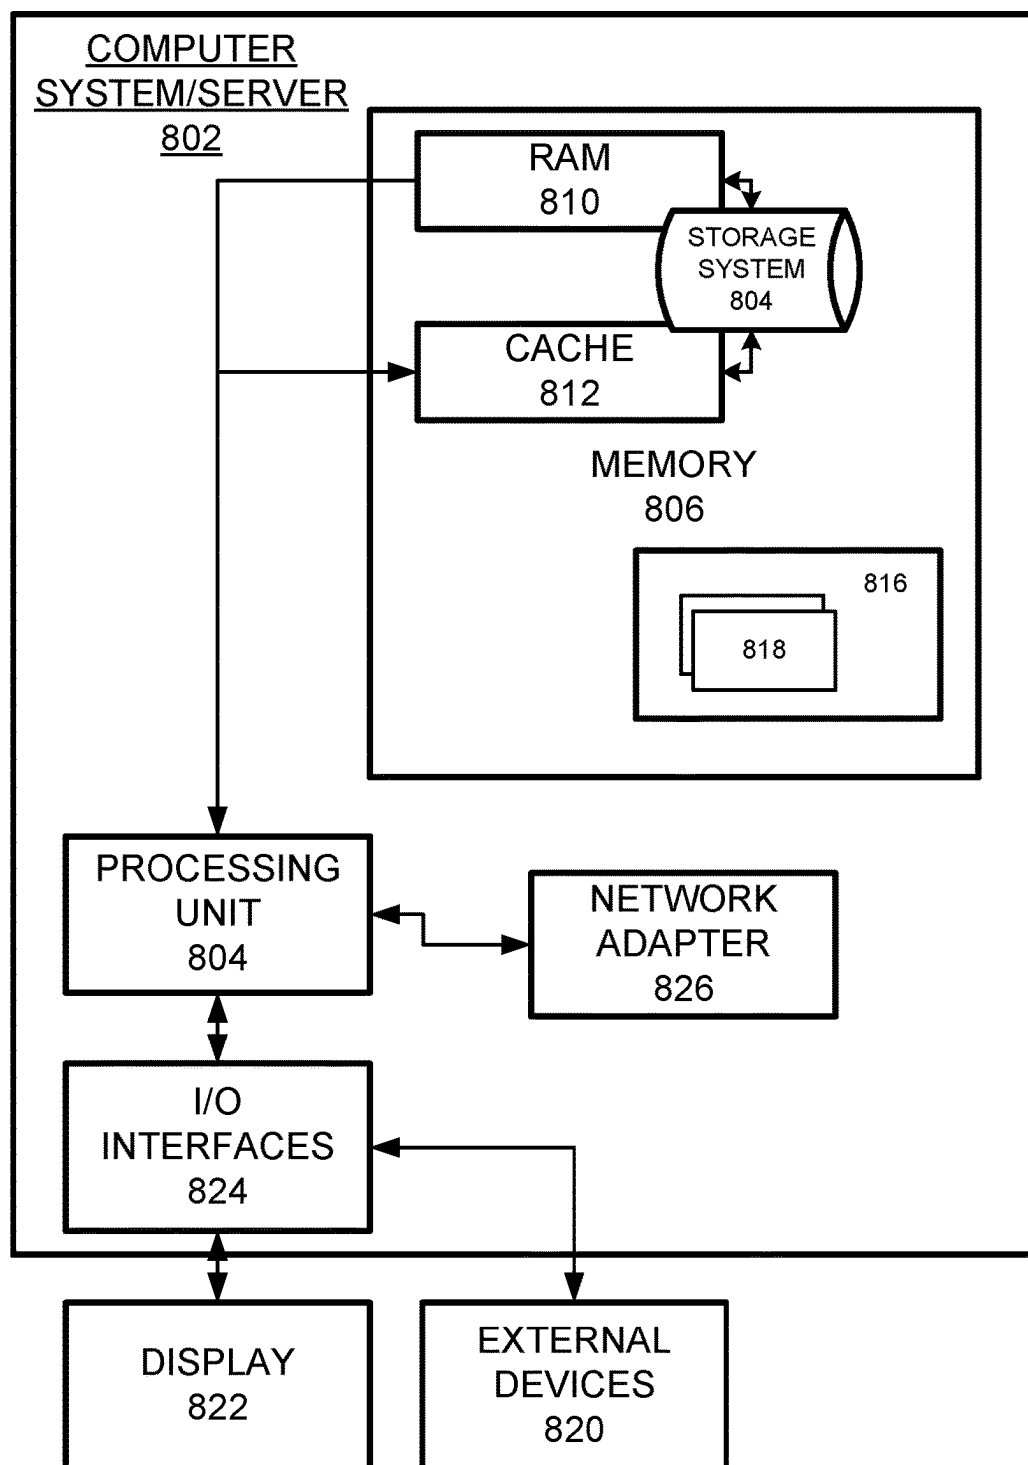 COMPUTER
SYSTEM/SERVER
802
RAM
810
STORAGE
SYSTEM
804
CACHE
812
MEMORY
806
816
818
PROCESSING
UNIT
804
NETWORK
ADAPTER
826
I/O
INTERFACES
824
DISPLAY
822
EXTERNAL
DEVICES
820